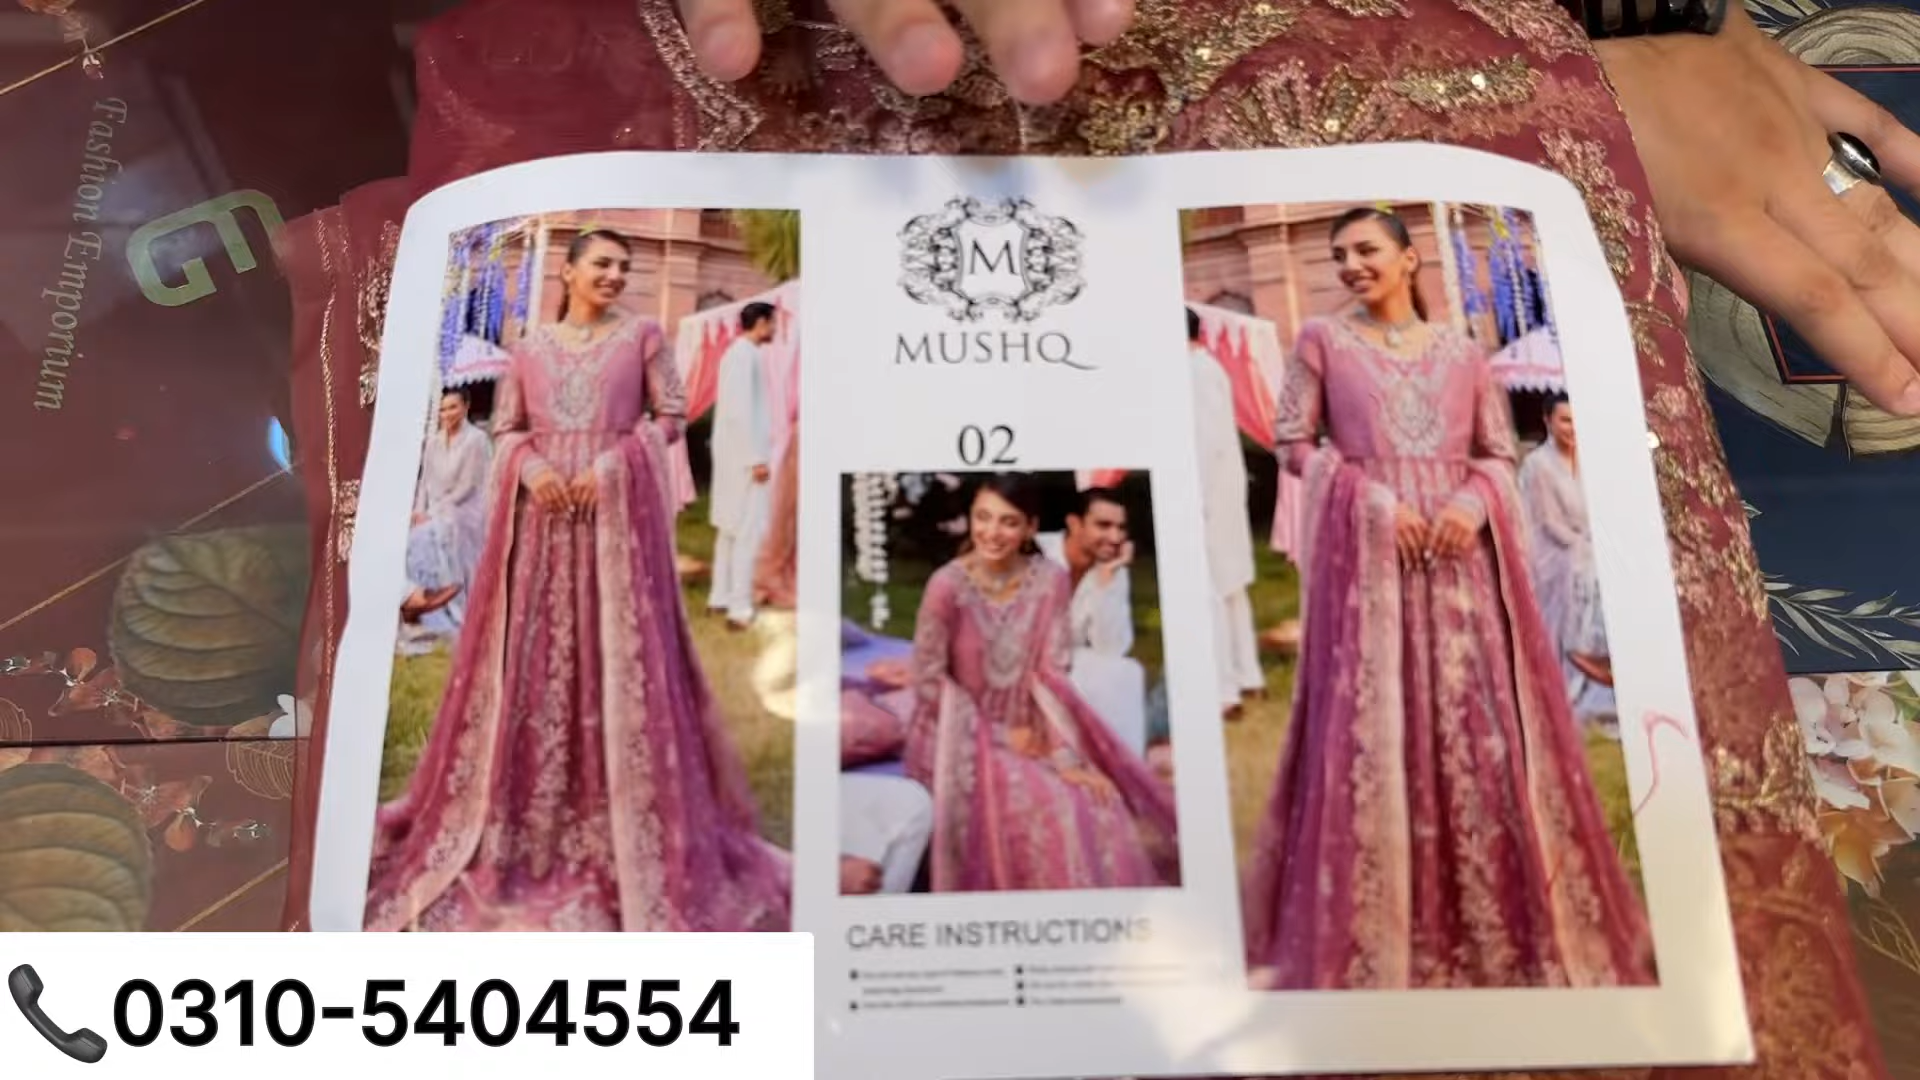 Fashion Emporium
M
MUSHQ
02
CARE INSTRUCTIONS
0310-5404554